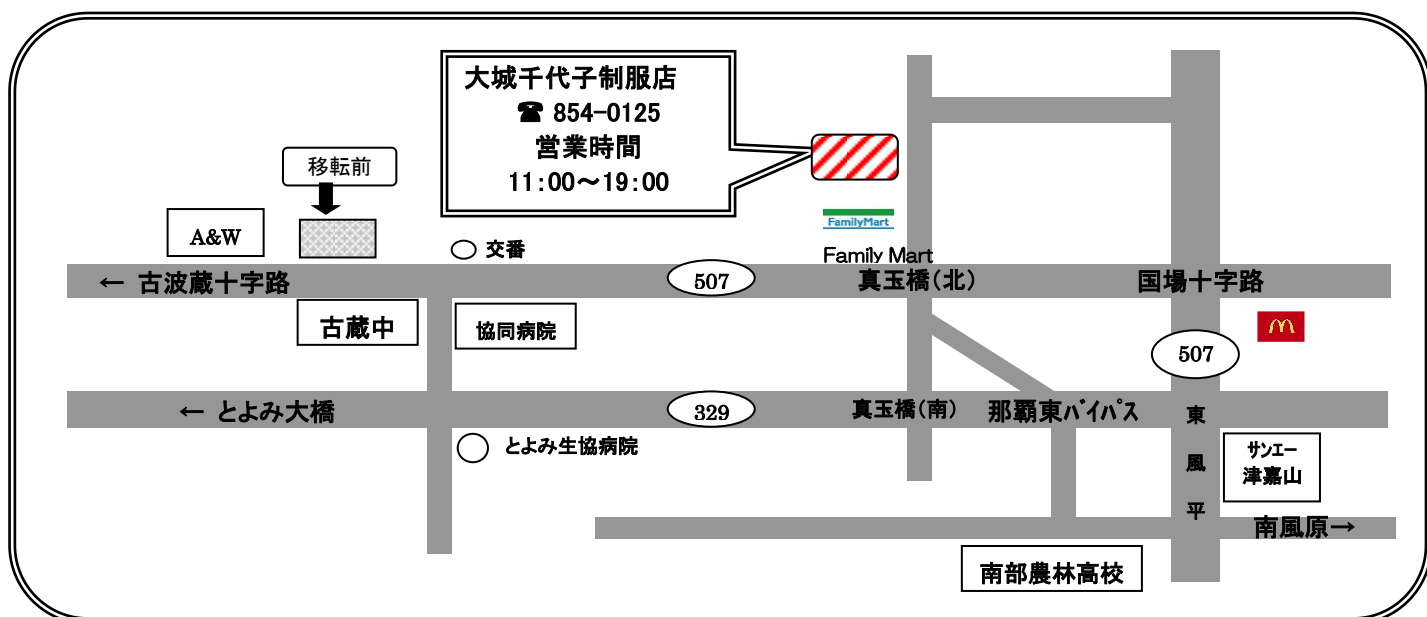 大城千代子制服店
☎ 854-0125
営業時間
11:00～19:00
移転前
A&W
交番
FamilyMart
Family Mart
← 古波蔵十字路
507
真玉橋(北)
国場十字路
古蔵中
協同病院
507
← とよみ大橋
329
真玉橋(南)
那覇東ﾊﾞｲﾊﾟｽ
東風平
とよみ生協病院
ｻﾝｴｰ
津嘉山
南風原→
南部農林高校